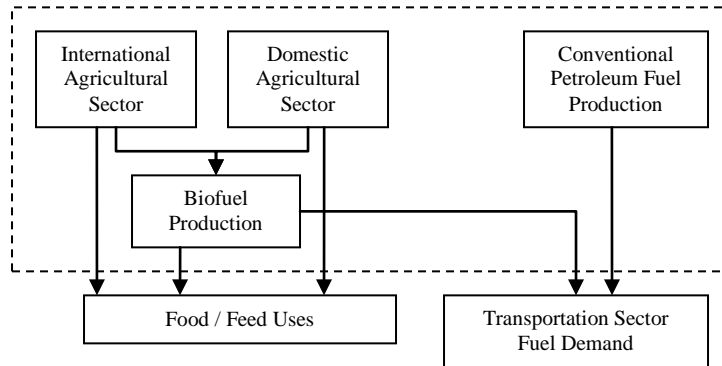 International
Agricultural
Sector
Domestic
Agricultural
Sector
Conventional
Petroleum Fuel
Production
Biofuel
Production
Food / Feed Uses
Transportation Sector
Fuel Demand